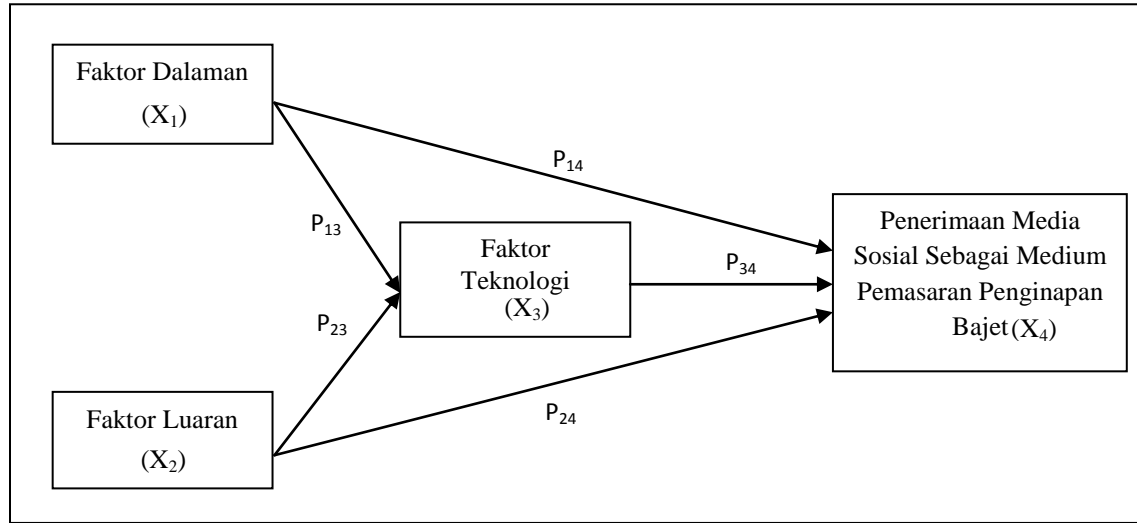 Faktor Dalaman
(X₁)
P₁₄
P₁₃
Faktor
Teknologi
(X₃)
P₃₄
Penerimaan Media
Sosial Sebagai Medium
Pemasaran Penginapan
Bajet(X₄)
P₂₃
Faktor Luaran
(X₂)
P₂₄